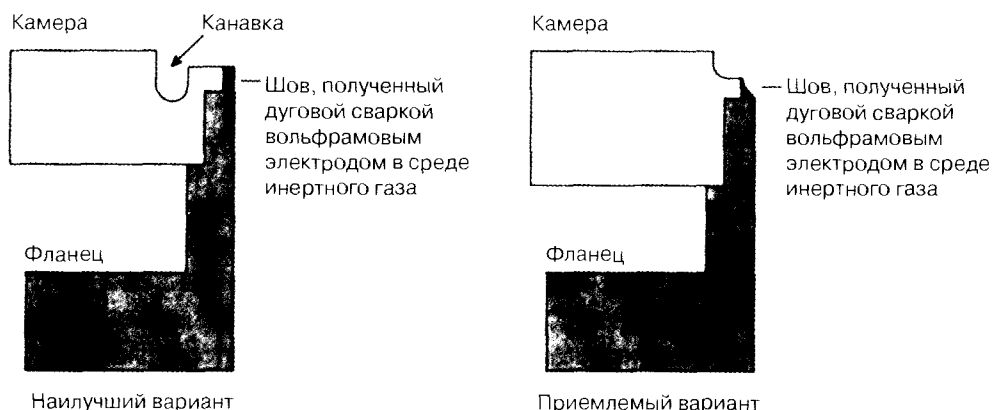 Камера
Канавка
Шов, полученный
дуговой сваркой
вольфрамовым
электродом в среде
инертного газа
Фланец
Наилучший вариант
Камера
Шов, полученный
дуговой сваркой
вольфрамовым
электродом в среде
инертного газа
Фланец
Приемлемый вариант